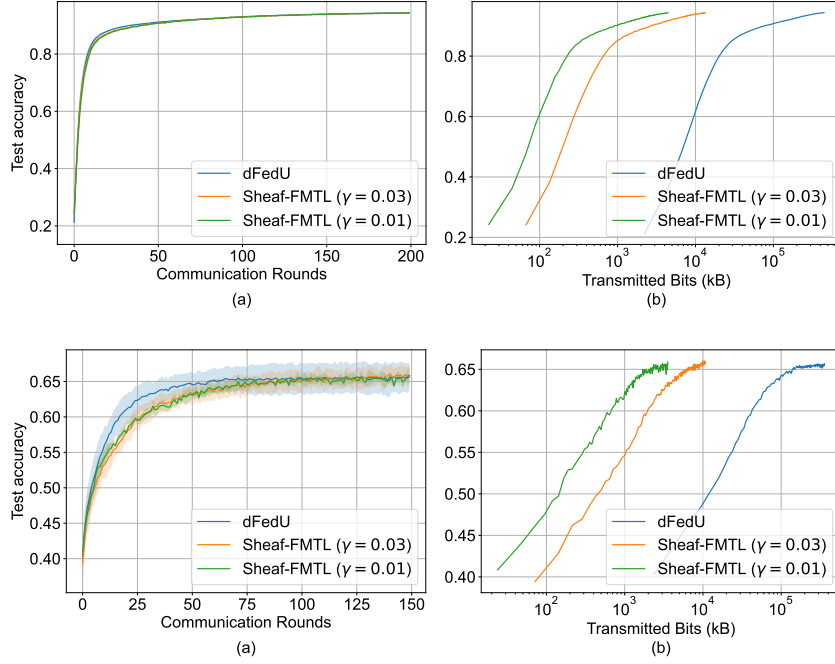 Test accuracy
0.8
0.6
0.4
0.2
0
50
100
150
200
Communication Rounds
dFedU
Sheaf-FMTL (γ = 0.03)
Sheaf-FMTL (γ = 0.01)
(a)
0.8
0.6
0.4
0.2
10²
10³
10⁴
10⁵
Transmitted Bits (kB)
dFedU
Sheaf-FMTL (γ = 0.03)
Sheaf-FMTL (γ = 0.01)
(b)
Test accuracy
0.65
0.60
0.55
0.50
0.45
0.40
0
25
50
75
100
125
150
Communication Rounds
dFedU
Sheaf-FMTL (γ = 0.03)
Sheaf-FMTL (γ = 0.01)
(a)
0.65
0.60
0.55
0.50
0.45
0.40
10²
10³
10⁴
10⁵
Transmitted Bits (kB)
dFedU
Sheaf-FMTL (γ = 0.03)
Sheaf-FMTL (γ = 0.01)
(b)